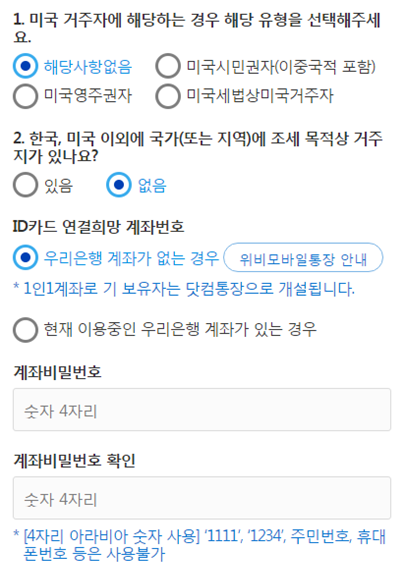 1. 미국 거주자에 해당하는 경우 해당 유형을 선택해주세
요.
해당사항없음 미국시민권자(이중국적 포함)
미국영주권자 미국세법상미국거주자
2. 한국, 미국 이외에 국가(또는 지역)에 조세 목적상 거주
지가 있나요?
있음 없음
ID카드 연결희망 계좌번호
우리은행 계좌가 없는 경우 위비모바일통장 안내
* 1인1계좌로 기 보유자는 닷컴통장으로 개설됩니다.
현재 이용중인 우리은행 계좌가 있는 경우
계좌비밀번호
숫자 4자리
계좌비밀번호 확인
숫자 4자리
* [4자리 아라비아 숫자 사용] '1111', '1234', 주민번호, 휴대
폰번호 등은 사용불가